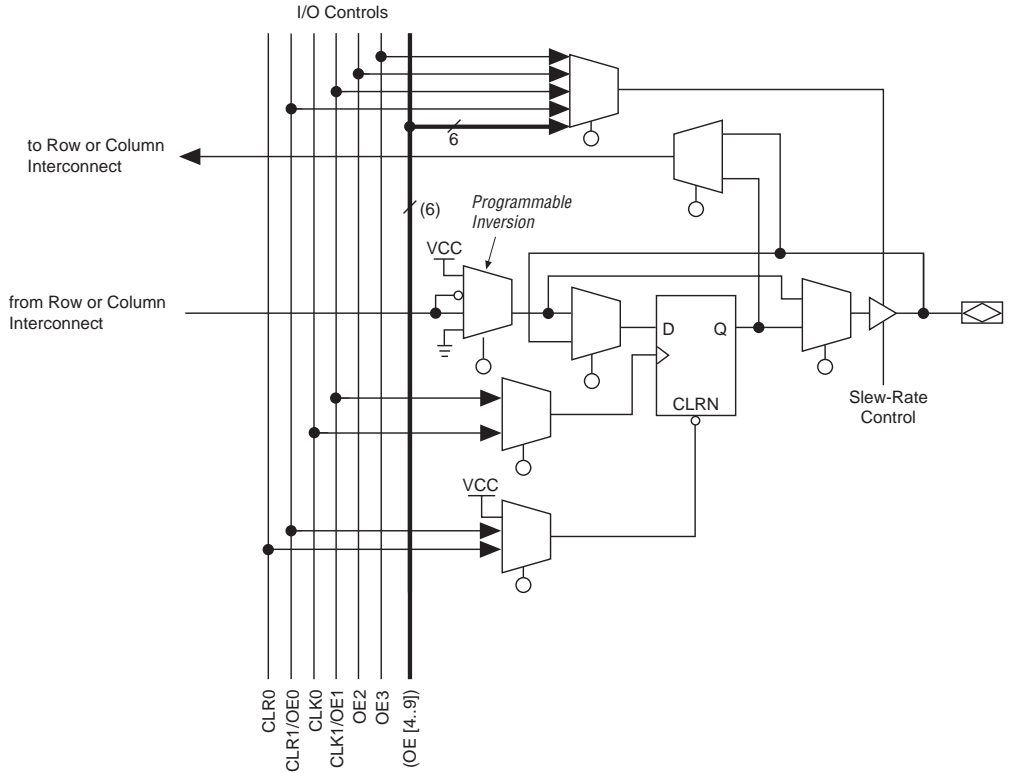 I/O Controls
to Row or Column
Interconnect
6
(6)
Programmable
Inversion
VCC
from Row or Column
Interconnect
D
Q
CLRN
Slew-Rate
Control
VCC
CLR0
CLR1/OE0
CLK0
CLK1/OE1
OE2
OE3
(OE [4..9])